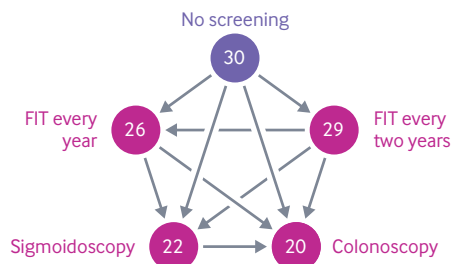 No screening
30
FIT every
year
26
29
FIT every
two years
Sigmoidoscopy
22
20
Colonoscopy